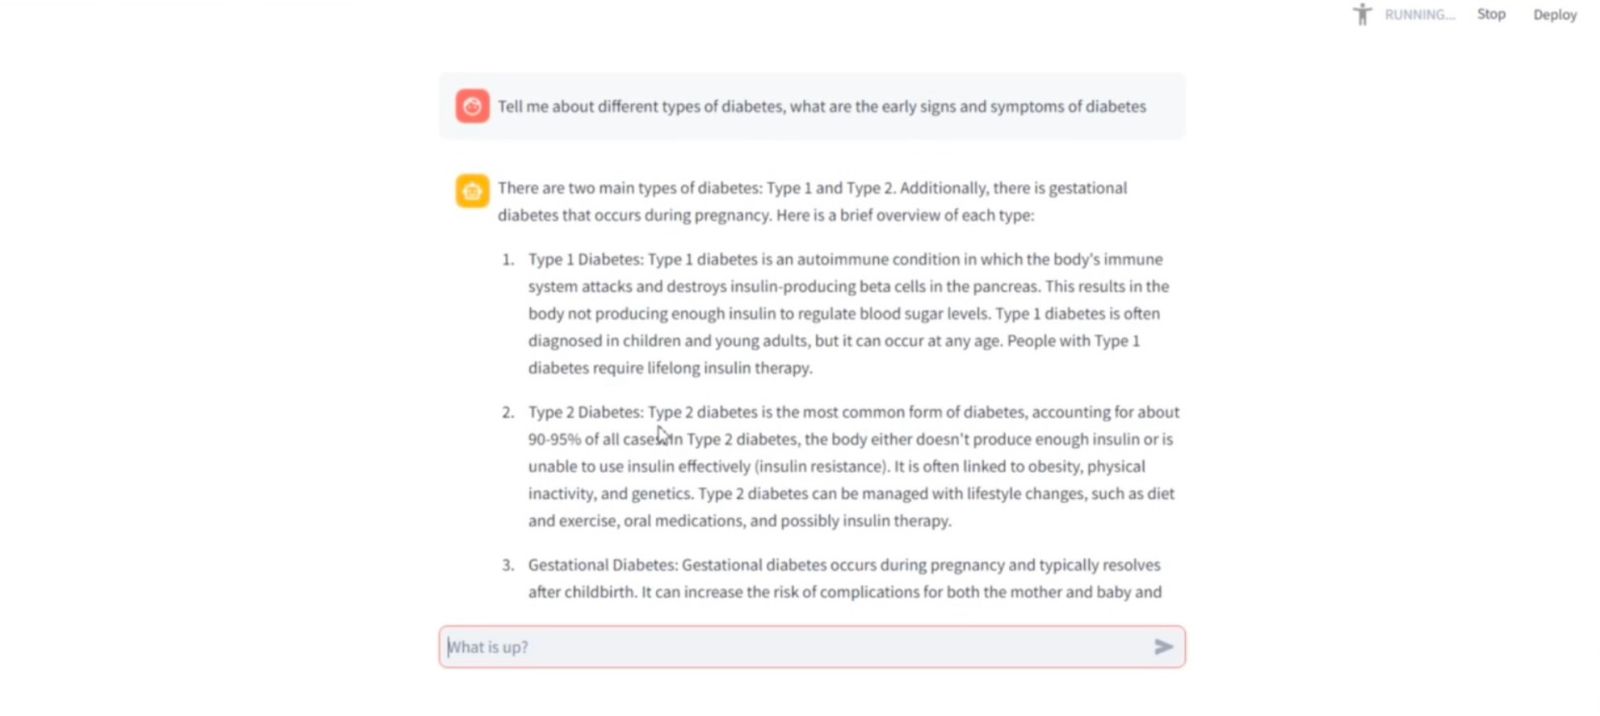 RUNNING... Stop Deploy
Tell me about different types of diabetes, what are the early signs and symptoms of diabetes
There are two main types of diabetes: Type 1 and Type 2. Additionally, there is gestational
diabetes that occurs during pregnancy. Here is a brief overview of each type:
1. Type 1 Diabetes: Type 1 diabetes is an autoimmune condition in which the body's immune
system attacks and destroys insulin-producing beta cells in the pancreas. This results in the
body not producing enough insulin to regulate blood sugar levels. Type 1 diabetes is often
diagnosed in children and young adults, but it can occur at any age. People with Type 1
diabetes require lifelong insulin therapy.
2. Type 2 Diabetes: Type 2 diabetes is the most common form of diabetes, accounting for about
90-95% of all cases. In Type 2 diabetes, the body either doesn't produce enough insulin or is
unable to use insulin effectively (insulin resistance). It is often linked to obesity, physical
inactivity, and genetics. Type 2 diabetes can be managed with lifestyle changes, such as diet
and exercise, oral medications, and possibly insulin therapy.
3. Gestational Diabetes: Gestational diabetes occurs during pregnancy and typically resolves
after childbirth. It can increase the risk of complications for both the mother and baby and
What is up?